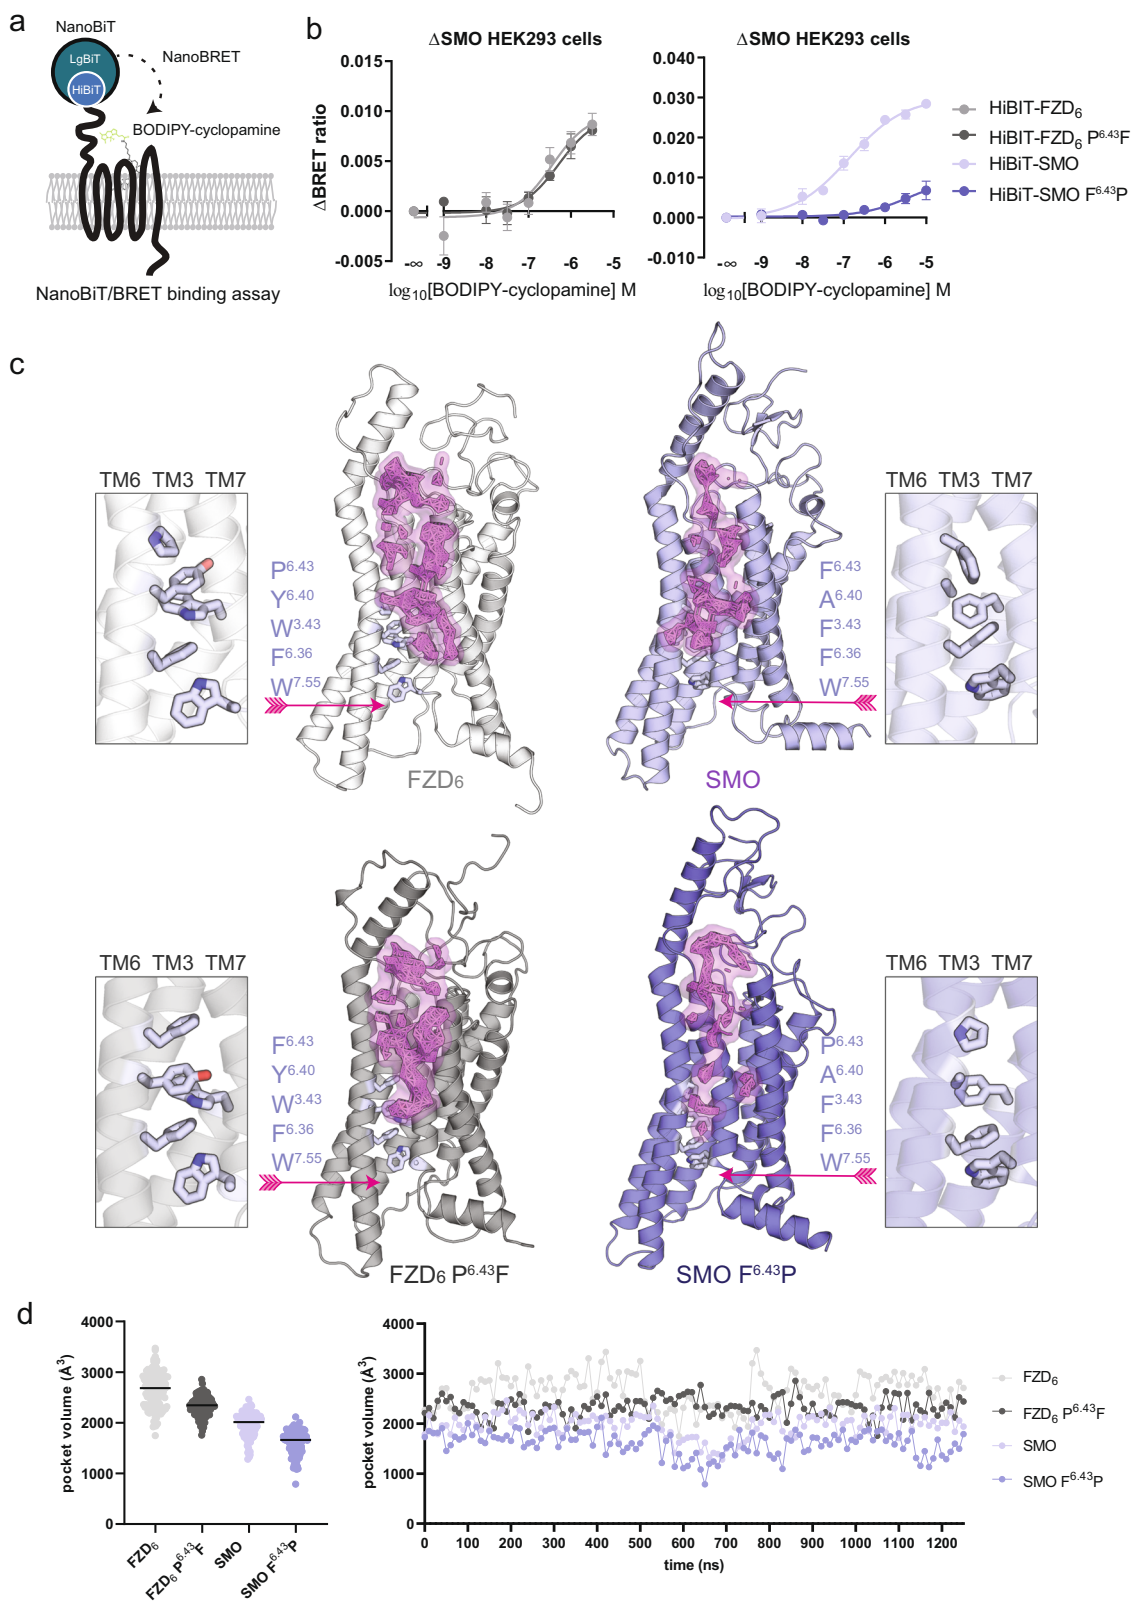 a
NanoBiT
LgBiT
HiBiT
NanoBRET
BODIPY-cyclopamine
NanoBiT/BRET binding assay
b
ΔSMO HEK293 cells
ΔBRET ratio
0.015
0.010
0.005
0.000
-0.005
-∞ -9 -8 -7 -6 -5
log10[BODIPY-cyclopamine] M
ΔSMO HEK293 cells
0.040
0.030
0.020
0.010
0.000
-0.010
-∞ -9 -8 -7 -6 -5
log10[BODIPY-cyclopamine] M
HiBIT-FZD6
HiBIT-FZD6 P6.43F
HiBiT-SMO
HiBiT-SMO F6.43P
c
TM6 TM3 TM7
P6.43
Y6.40
W3.43
F6.36
W7.55
FZD6
F6.43
A6.40
F3.43
F6.36
W7.55
SMO
TM6 TM3 TM7
TM6 TM3 TM7
F6.43
Y6.40
W3.43
F6.36
W7.55
FZD6 P6.43F
P6.43
A6.40
F3.43
F6.36
W7.55
SMO F6.43P
TM6 TM3 TM7
d
pocket volume (Å3)
4000
3000
2000
1000
0
FZD6
FZD6 P6.43F
SMO
SMO F6.43P
pocket volume (Å3)
4000
3000
2000
1000
0
0 100 200 300 400 500 600 700 800 900 1000 1100 1200
time (ns)
FZD6
FZD6 P6.43F
SMO
SMO F6.43P